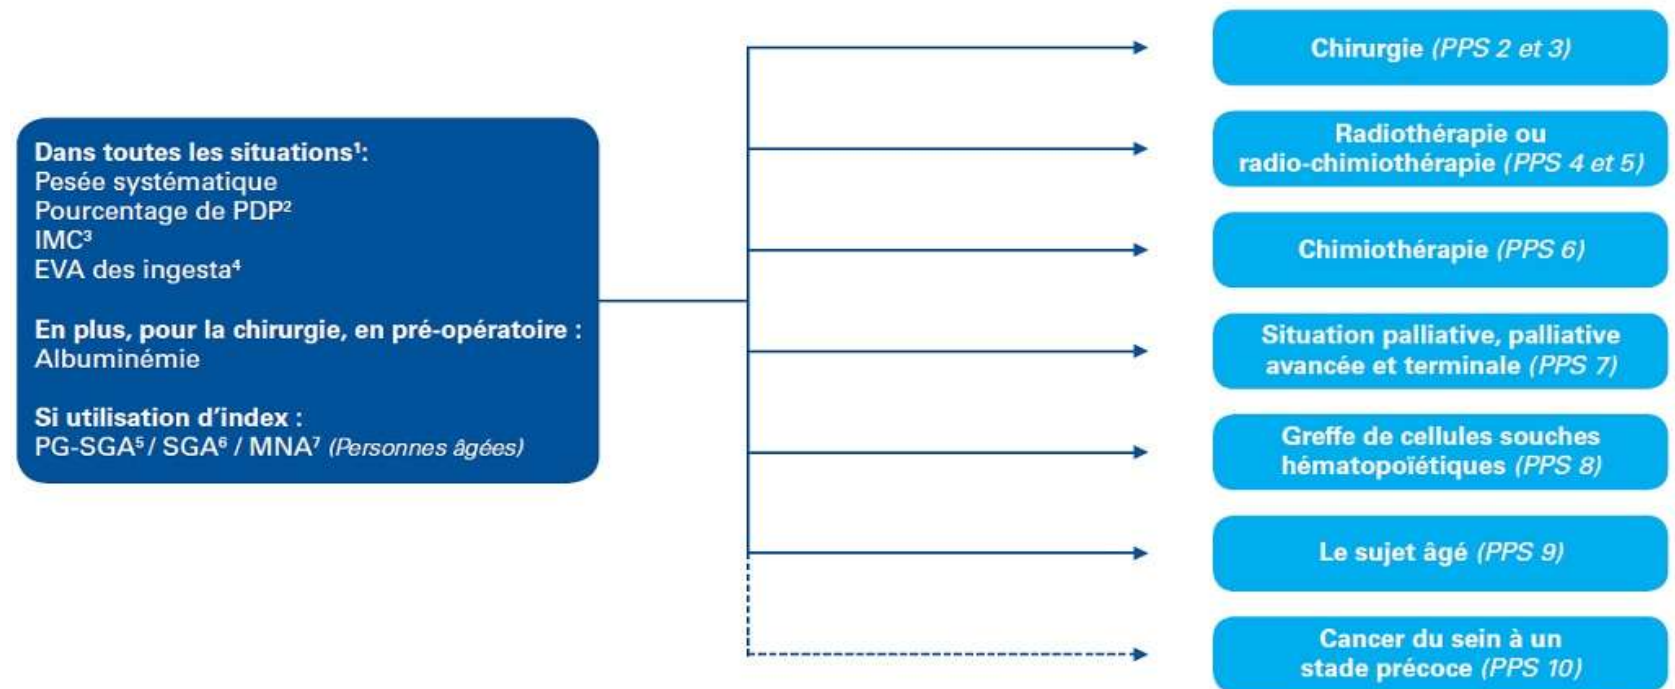 Dans toutes les situations¹:
Pesée systématique
Pourcentage de PDP²
IMC³
EVA des ingesta⁴
En plus, pour la chirurgie, en pré-opératoire :
Albuminémie
Si utilisation d'index :
PG-SGA⁵ / SGA⁶ / MNA⁷ (Personnes âgées)
Chirurgie (PPS 2 et 3)
Radiothérapie ou
radio-chimiothérapie (PPS 4 et 5)
Chimiothérapie (PPS 6)
Situation palliative, palliative
avancée et terminale (PPS 7)
Greffe de cellules souches
hématopoïétiques (PPS 8)
Le sujet âgé (PPS 9)
Cancer du sein à un
stade précoce (PPS 10)